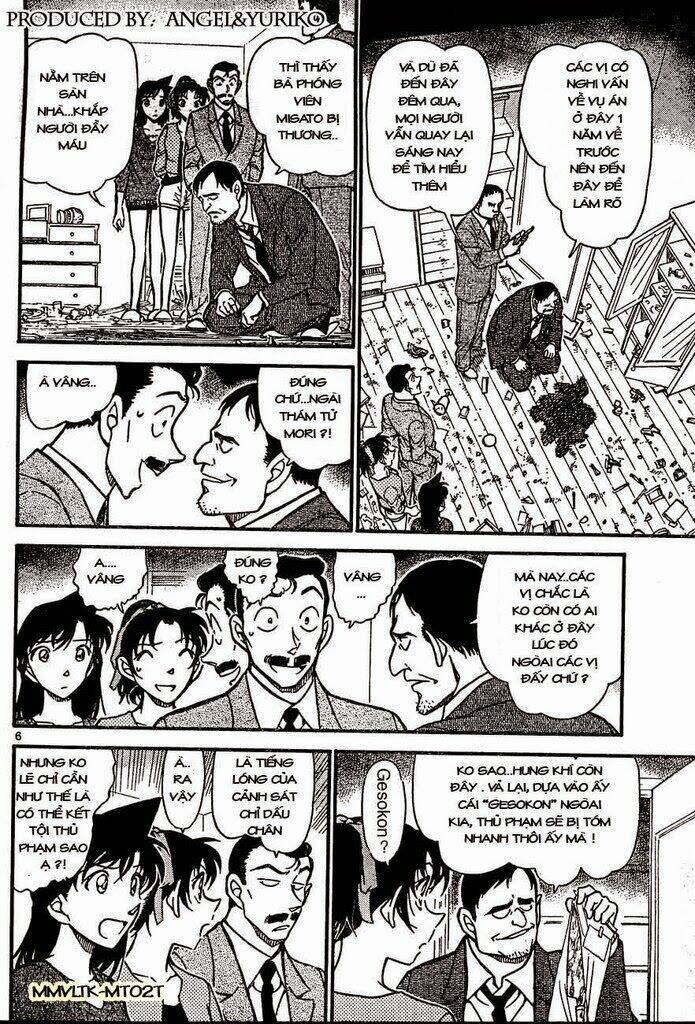 PRODUCED BY: ANGEL&YURIKO
CÁC VỊ CÓ
NGHI VẤN
VỀ VỤ ÁN
Ở ĐÂY 1
NĂM VỀ
TRƯỚC
NÊN ĐẾN
ĐÂY ĐỂ
LÀM RÕ
VÀ DÙ ĐÃ
ĐẾN ĐÂY
ĐÊM QUA,
MỌI NGƯỜI
VẪN QUAY LẠI
SÁNG NAY
ĐỂ TÌM HIỂU
THÊM
THÌ THẤY
BÀ PHÓNG
VIÊN
MIGATO BỊ
THƯƠNG..
NẰM TRÊN
SÀN
NHÀ...KHẮP
NGƯỜI ĐẦY
MÁU
ĐÚNG
CHỨ...NGÀI
THÁM TỬ
MORI ?!
À VÂNG..
MÀ NAY..CÁC
VỊ CHẮC LÀ
KO CÒN CÓ AI
KHÁC Ở ĐÂY
LÚC ĐÓ
NGOÀI CÁC VỊ
ĐẤY CHỨ ?
VÂNG
...
ĐÚNG
KO ?
A....
VÂNG
6
KO SAO...HUNG KHÍ CÒN
ĐÂY . VẢ LẠI, DỰA VÀO ẤY
CÁI "GESOKON" NGOÀI
KIA, THỦ PHẠM SẼ BỊ TÓM
NHANH THÔI ẤY MÀ !
Gesokon ?
LÀ TIẾNG
LÓNG CỦA
CẢNH SÁT
CHỈ DẤU
CHÂN
À..
RA
VẬY
NHƯNG KO
LẼ CHỈ CẦN
NHƯ THẾ LÀ
CÓ THỂ KẾT
TỘI THỦ
PHẠM SAO
Ạ ?!
MMVLTK-MT02T